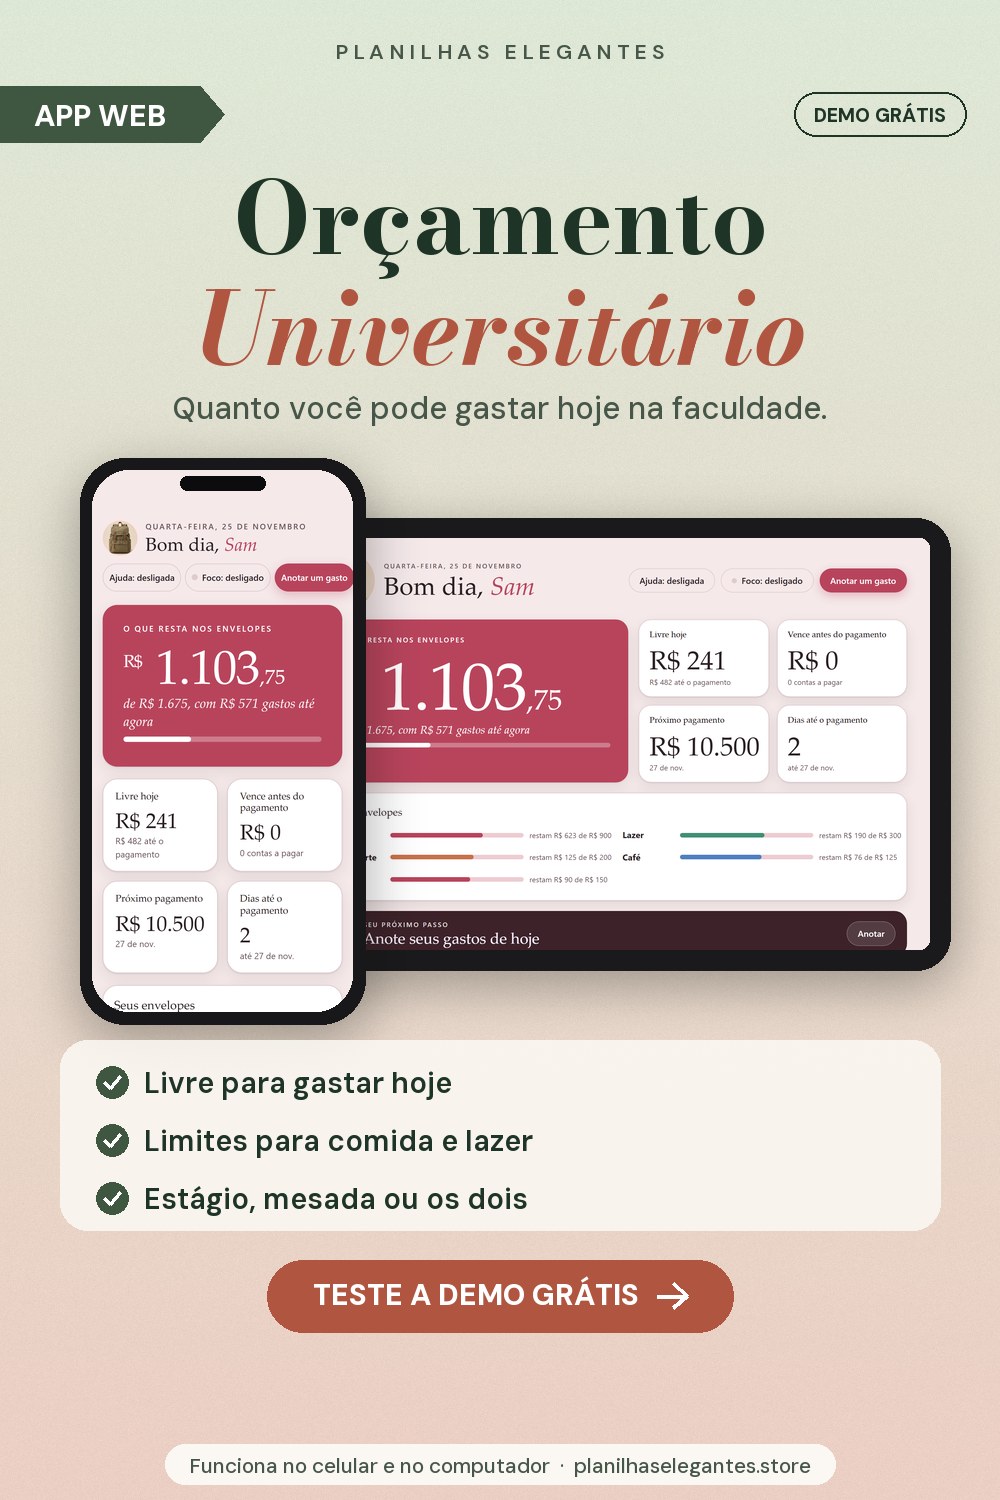 PLANILHAS ELEGANTES
APP WEB
DEMO GRÁTIS
Orçamento
Universitário
Quanto você pode gastar hoje na faculdade.
QUARTA-FEIRA, 25 DE NOVEMBRO
Bom dia, Sam
Ajuda: desligada
Foco: desligado
Anotar um gasto
O QUE RESTA NOS ENVELOPES
R$ 1.103,75
de R$ 1.675, com R$ 571 gastos até
agora
Livre hoje
R$ 241
R$ 482 até o
pagamento
Vence antes do
pagamento
R$ 0
0 contas a pagar
Próximo pagamento
R$ 10.500
27 de nov.
Dias até o
pagamento
2
até 27 de nov.
Seus envelopes
QUARTA-FEIRA, 25 DE NOVEMBRO
Bom dia, Sam
Ajuda: desligada
Foco: desligado
Anotar um gasto
RESTA NOS ENVELOPES
1.103,75
1.675, com R$ 571 gastos até agora
Livre hoje
R$ 241
R$ 482 até o pagamento
Vence antes do pagamento
R$ 0
0 contas a pagar
Próximo pagamento
R$ 10.500
27 de nov.
Dias até o pagamento
2
até 27 de nov.
nvelopes
restam R$ 623 de R$ 900
Lazer
restam R$ 190 de R$ 300
rte
restam R$ 125 de R$ 200
Café
restam R$ 76 de R$ 125
restam R$ 90 de R$ 150
SEU PRÓXIMO PASSO
Anote seus gastos de hoje
Anotar
Livre para gastar hoje
Limites para comida e lazer
Estágio, mesada ou os dois
TESTE A DEMO GRÁTIS →
Funciona no celular e no computador · planilhaselegantes.store